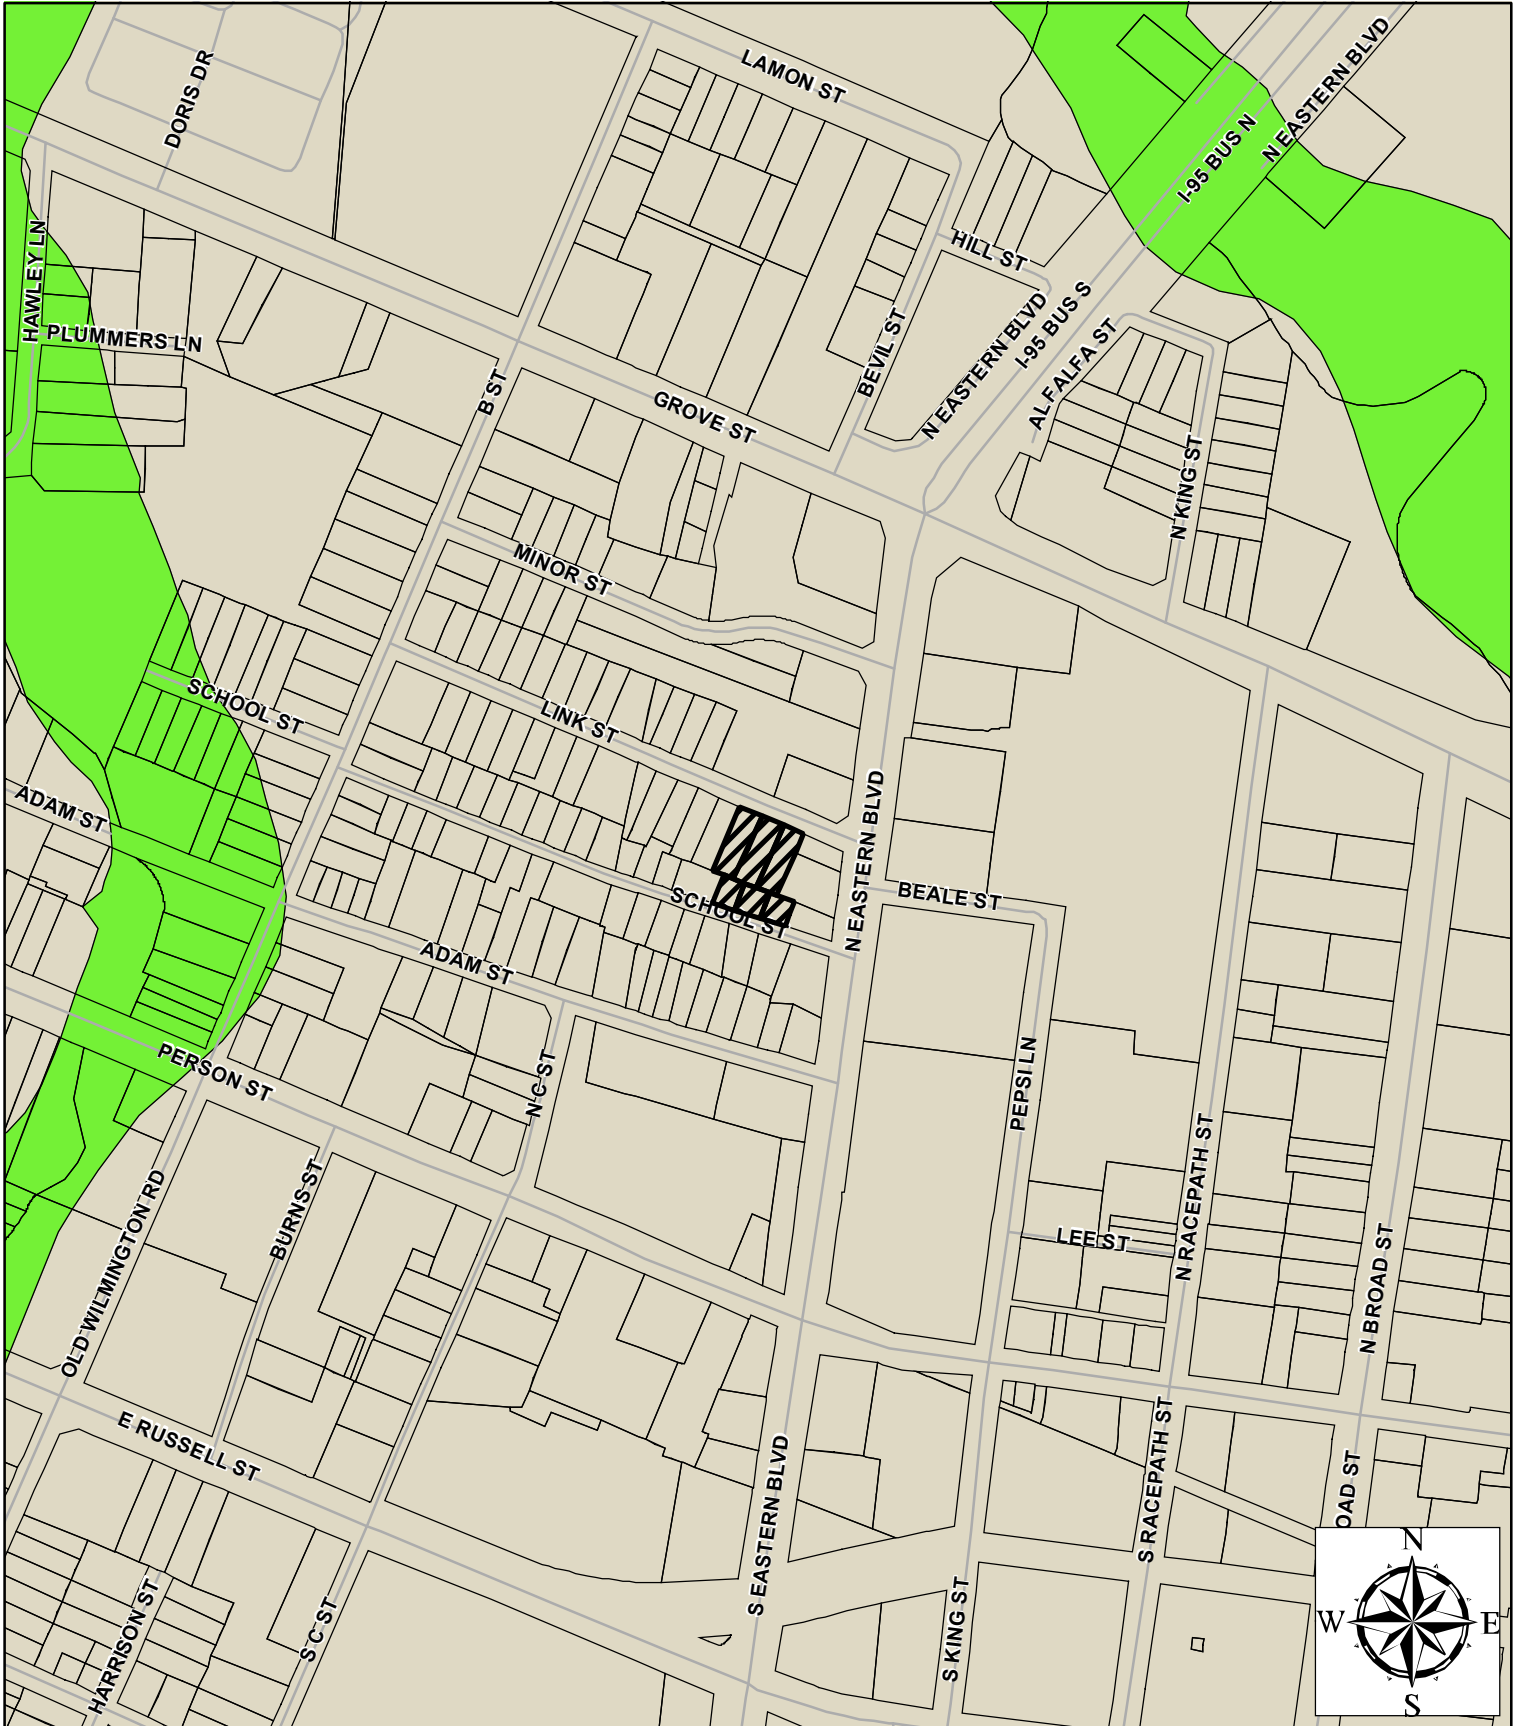 LAMON ST
DORIS DR
N EASTERN BLVD
I-95 BUS N
HAWLEY LN
HILL ST
PLUMMERS LN
N EASTERN BLVD
I-95 BUS S
BEVIL ST
ALFALFA ST
B ST
GROVE ST
N KING ST
MINOR ST
SCHOOL ST
LINK ST
ADAM ST
N EASTERN BLVD
SCHOOL ST
BEALE ST
ADAM ST
PERSON ST
N C ST
PEPSI LN
BURNS ST
OLD WILMINGTON RD
N RACEPATH ST
LEE ST
N BROAD ST
E RUSSELL ST
S EASTERN BLVD
S RACEPATH ST
OAD ST
HARRISON ST
S C ST
S KING ST
N
W E
S